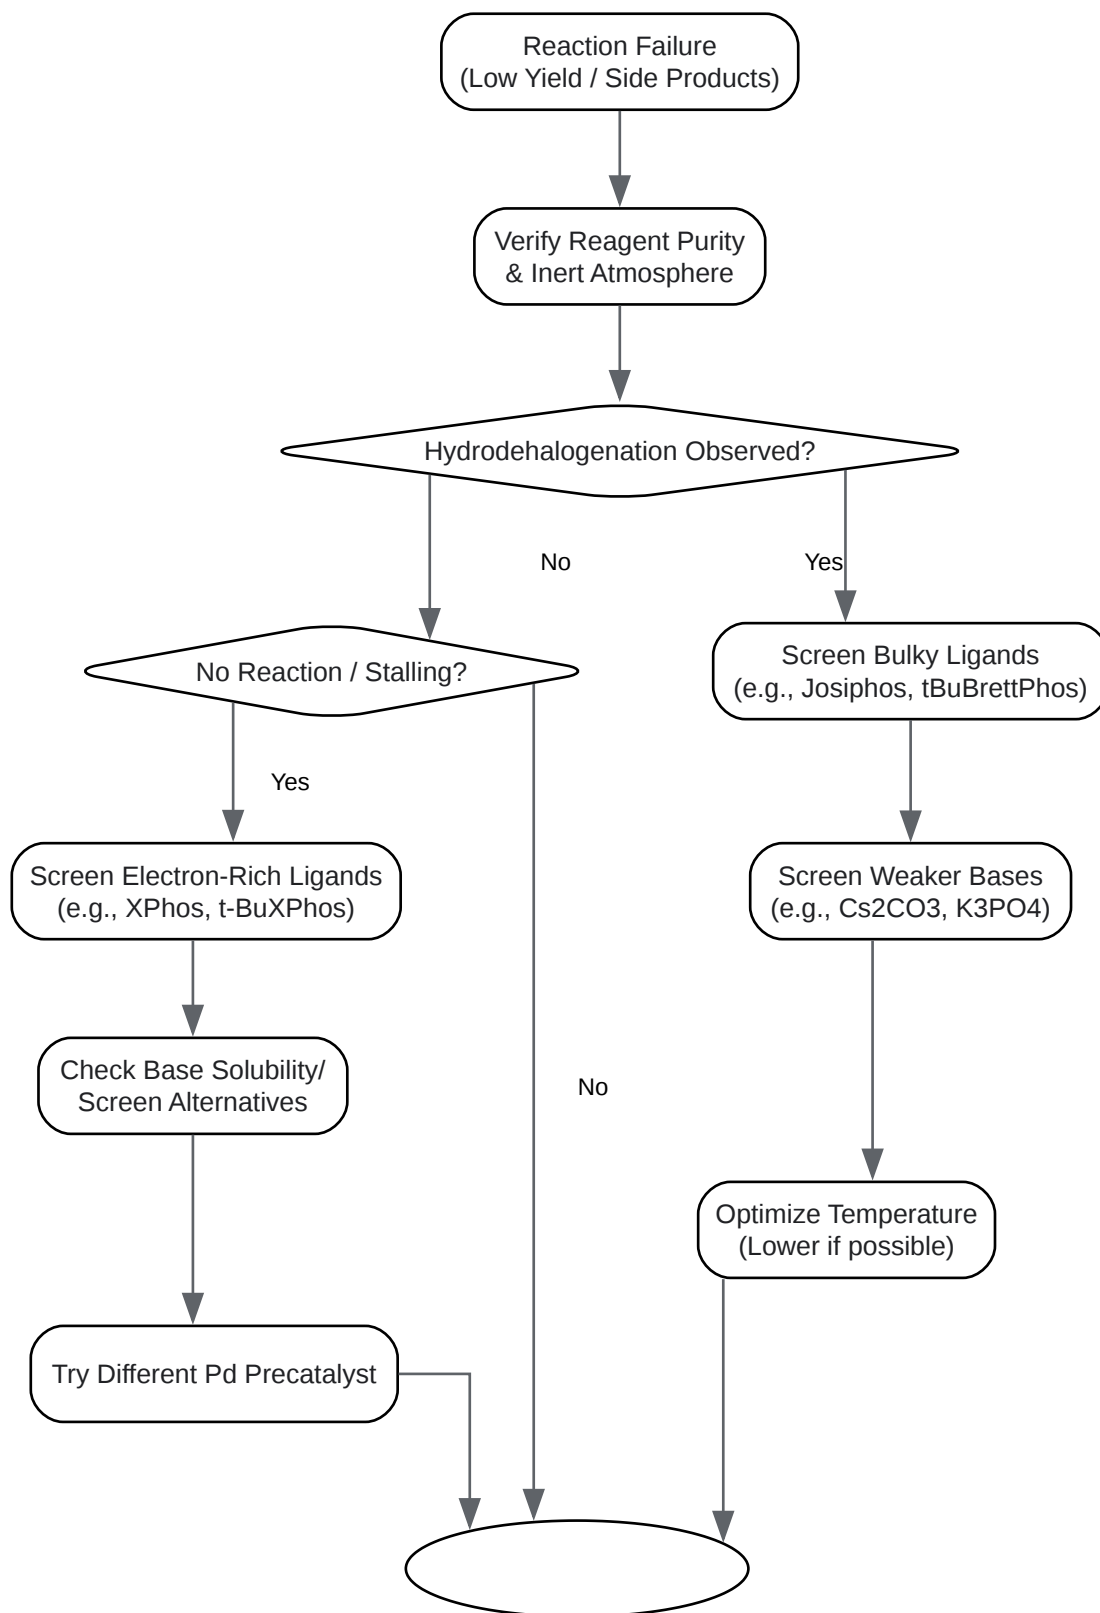 Reaction Failure
(Low Yield / Side Products)
Verify Reagent Purity
& Inert Atmosphere
Hydrodehalogenation Observed?
No
Yes
No Reaction / Stalling?
Screen Bulky Ligands
(e.g., Josiphos, tBuBrettPhos)
Yes
Screen Electron-Rich Ligands
(e.g., XPhos, t-BuXPhos)
Screen Weaker Bases
(e.g., Cs2CO3, K3PO4)
Check Base Solubility/
Screen Alternatives
No
Optimize Temperature
(Lower if possible)
Try Different Pd Precatalyst